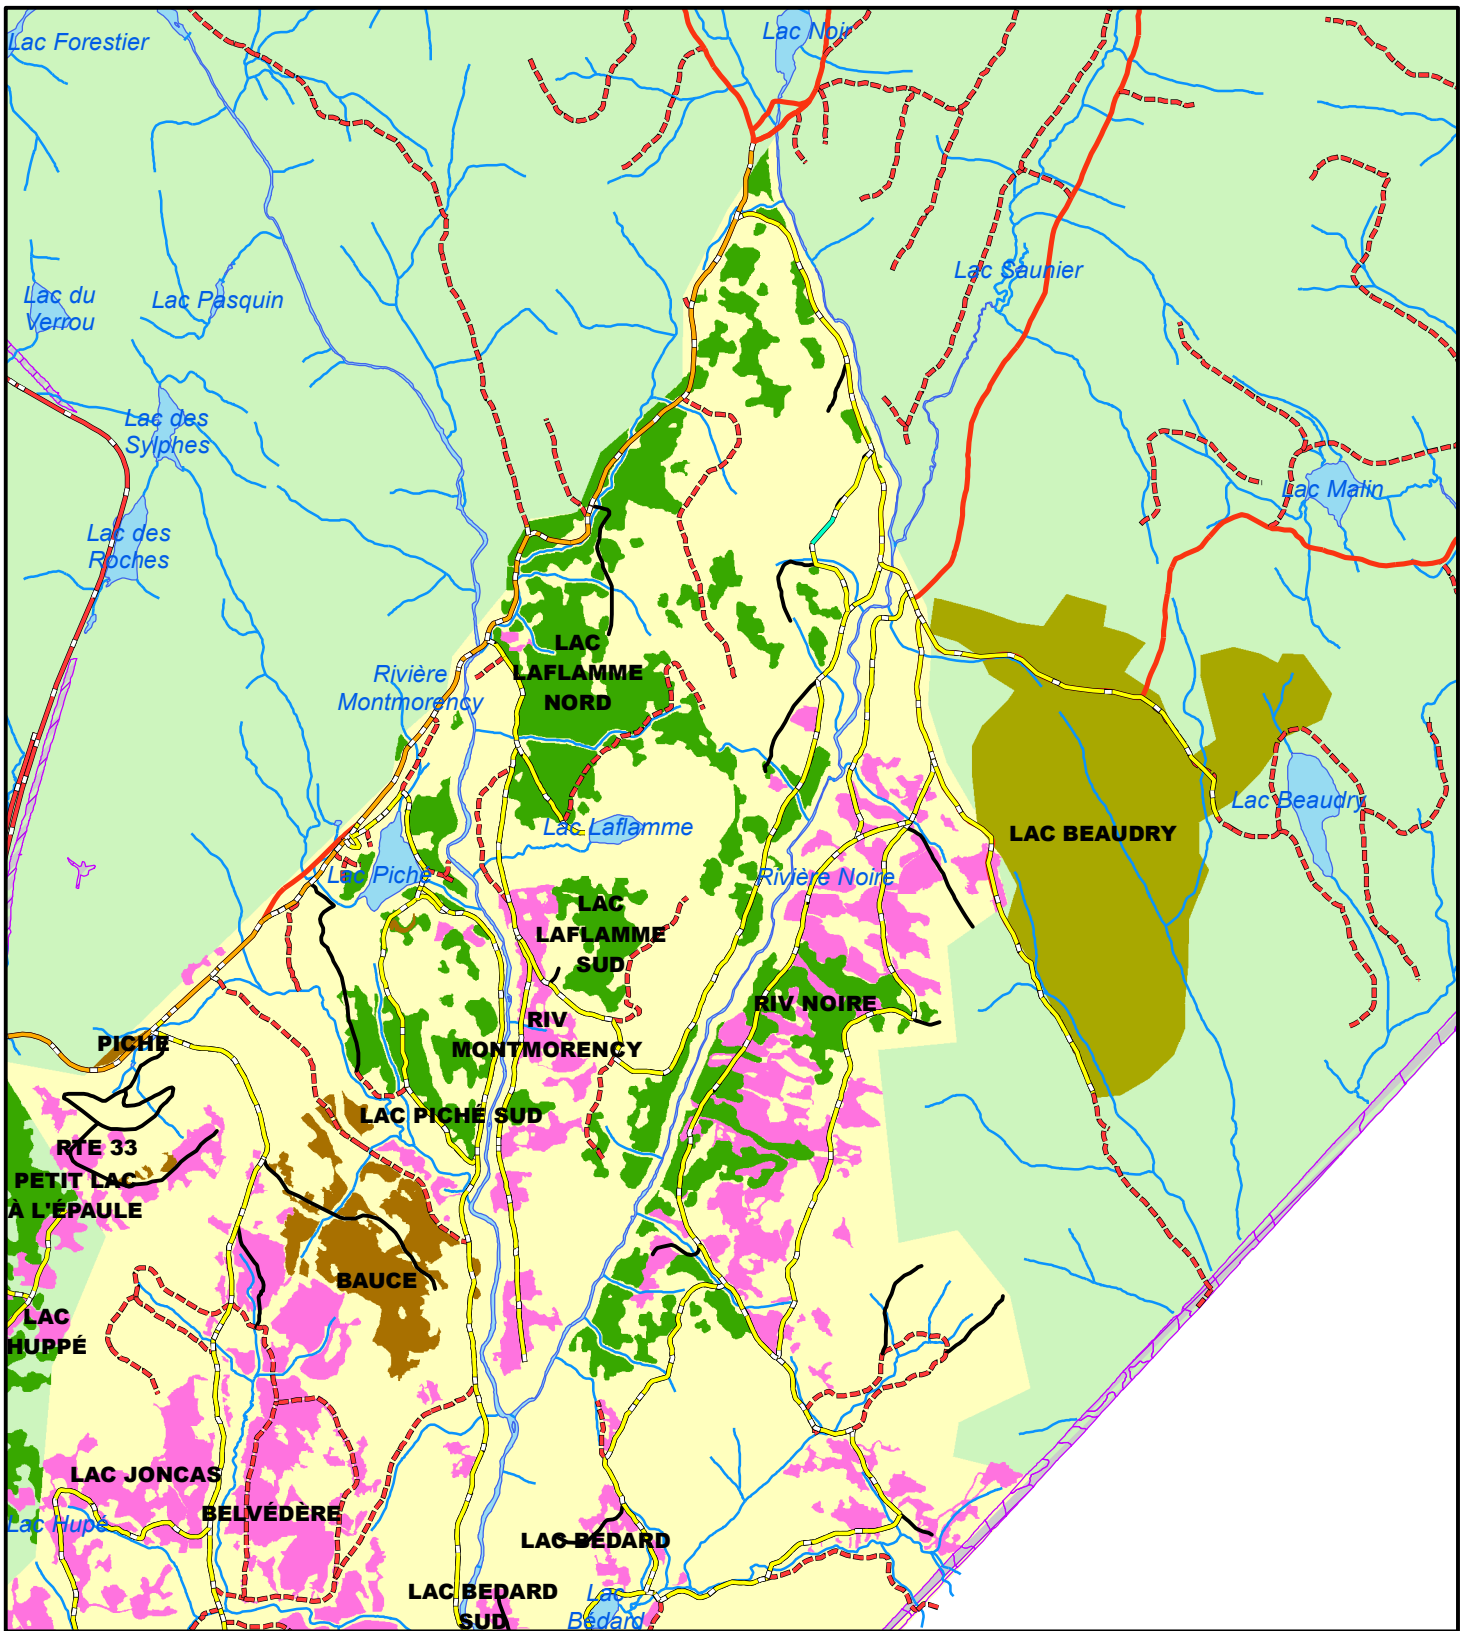 Lac Forestier
Lac Noir
Lac Saunier
Lac du
Verrou
Lac Pasquin
Lac des
Sylphes
Lac Malin
Lac des
Roches
LAC
LAFLAMME
NORD
Rivière
Montmorency
Lac Beaudry
Lac Laflamme
LAC BEAUDRY
Lac Piché
Rivière Noire
LAC
LAFLAMME
SUD
RIV NOIRE
RIV
MONTMORENCY
PICHE
LAC PICHÉ SUD
RTE 33
PETIT LAC
À L'ÉPAULE
BAUCE
LAC
HUPPÉ
LAC JONCAS
BELVÉDÈRE
Lac Hupé
LAC BÉDARD
LAC BEDARD
SUD
Lac
Bédard